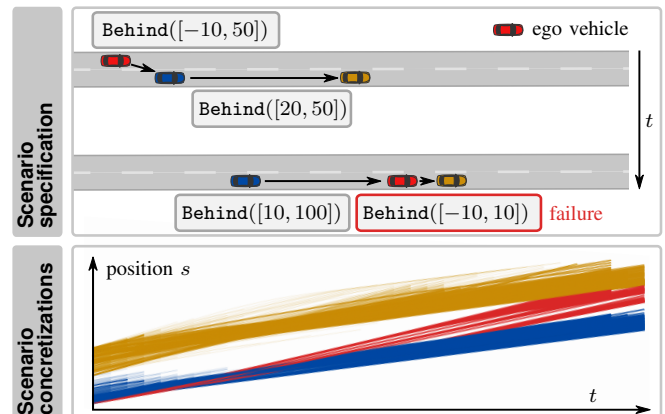 Behind([−10, 50])
ego vehicle
Behind([20, 50])
t
Scenario
specification
Behind([10, 100])
Behind([−10, 10])
failure
Scenario
concretizations
position s
t